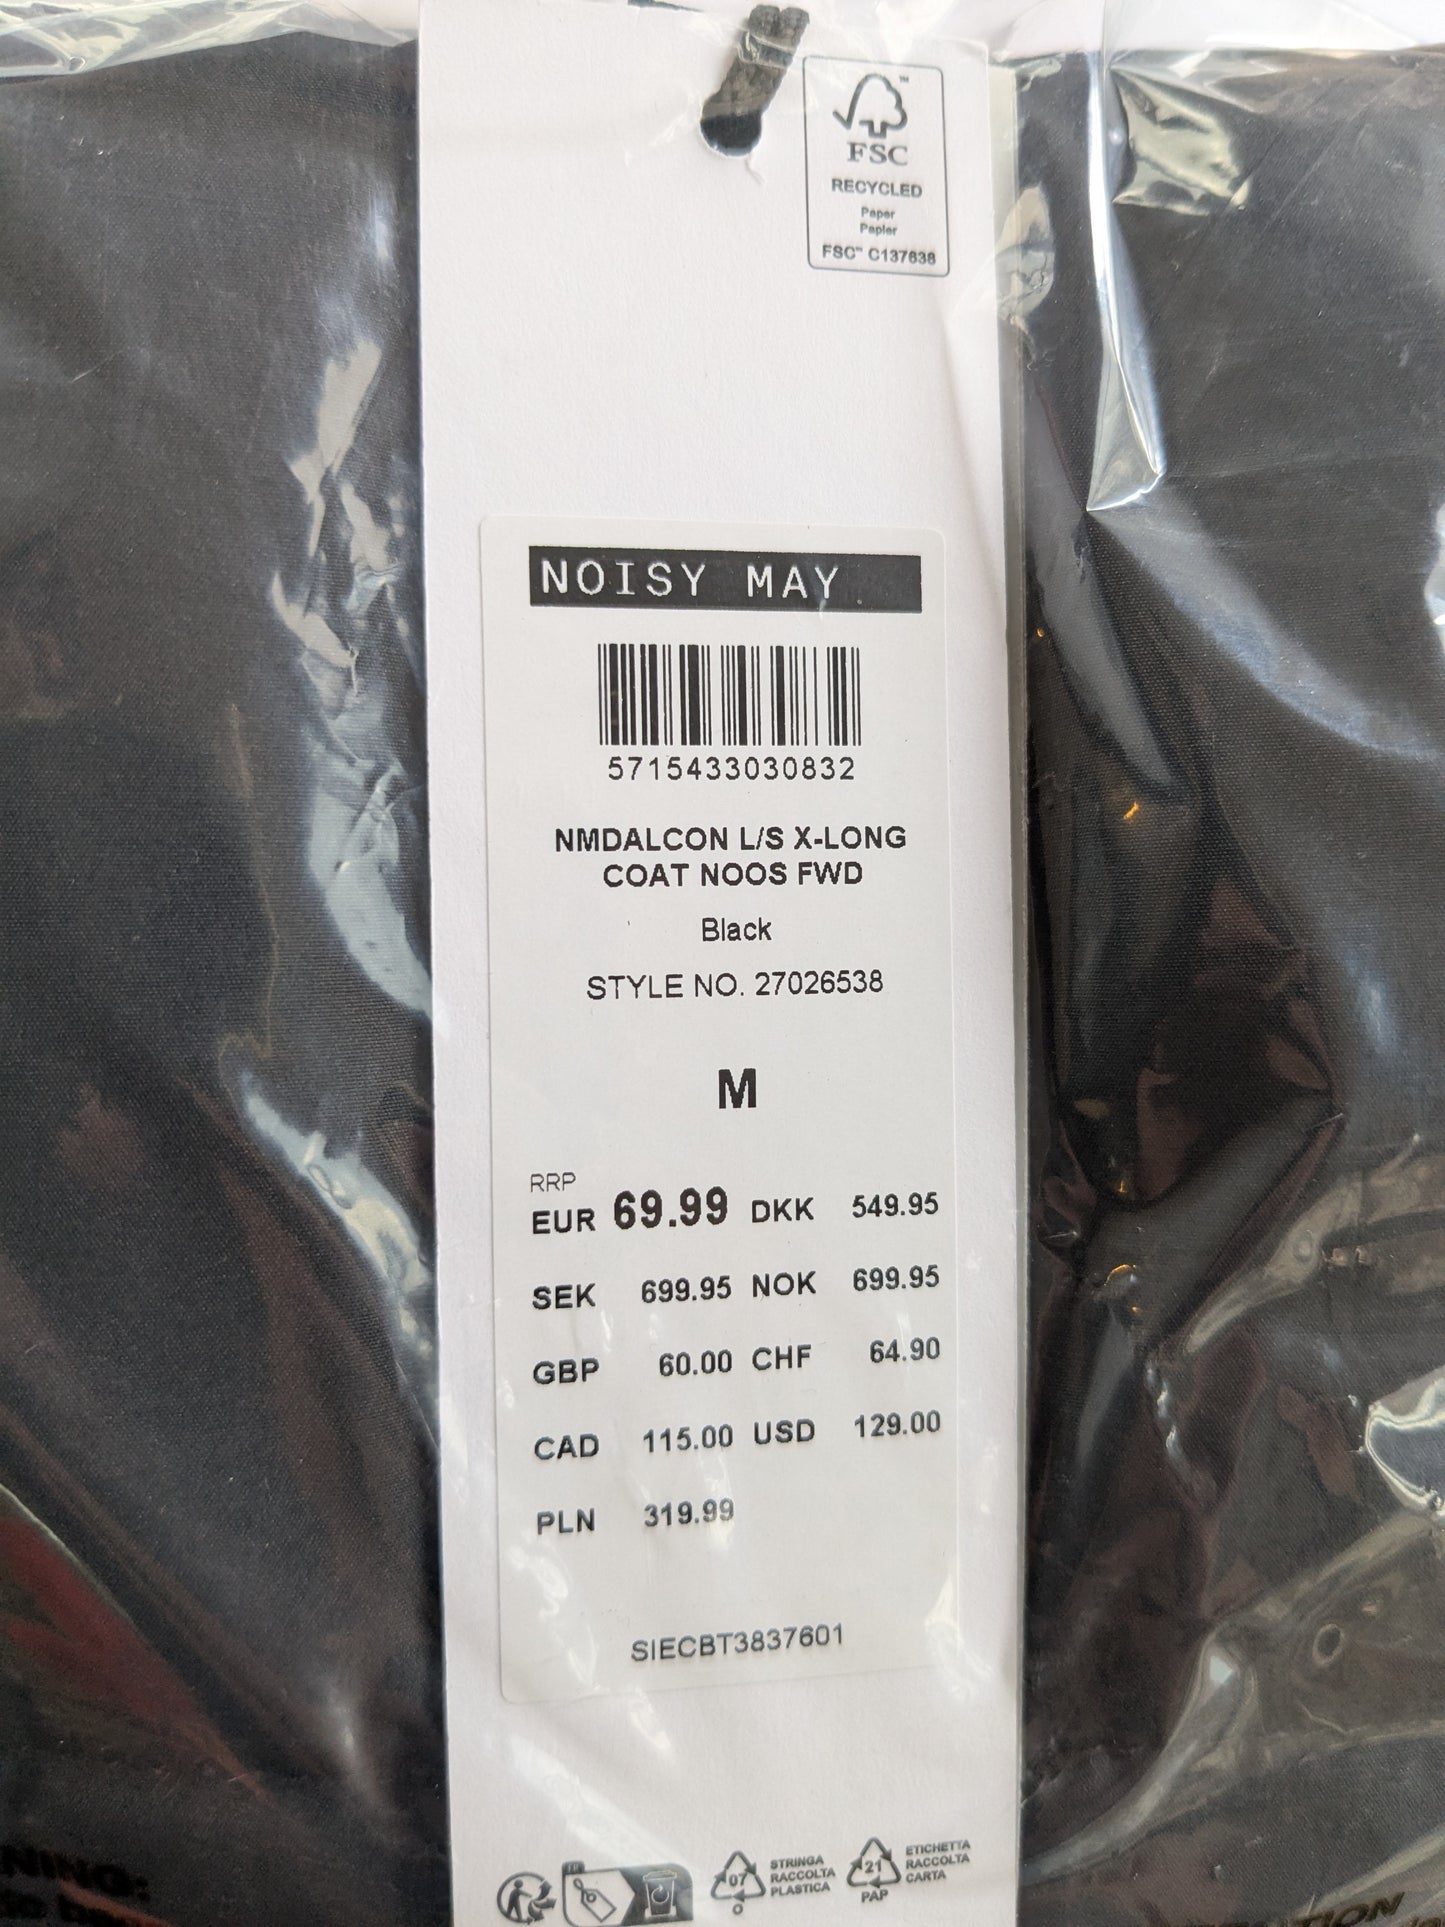 FSC™
RECYCLED
Paper
Papier
FSC™ C137638
NOISY MAY
5715433030832
NMDALCON L/S X-LONG
COAT NOOS FWD
Black
STYLE NO. 27026538
M
RRP
EUR 69.99 DKK 549.95
SEK 699.95 NOK 699.95
GBP 60.00 CHF 64.90
CAD 115.00 USD 129.00
PLN 319.99
SIECBT3837601
FR
07
O
STRINGA
RACCOLTA
PLASTICA
21
PAP
ETICHETTA
RACCOLTA
CARTA